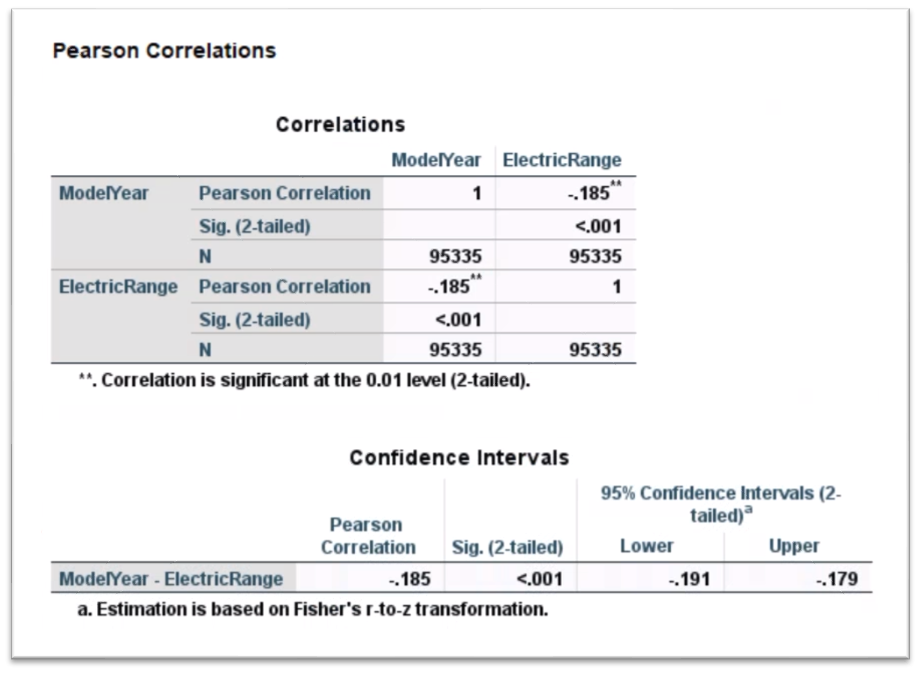 Pearson Correlations
Correlations
ModelYear ElectricRange
ModelYear Pearson Correlation 1 -.185**
Sig. (2-tailed) <.001
N 95335 95335
ElectricRange Pearson Correlation -.185** 1
Sig. (2-tailed) <.001
N 95335 95335
**. Correlation is significant at the 0.01 level (2-tailed).
Confidence Intervals
95% Confidence Intervals (2-
tailed)a
Pearson
Correlation Sig. (2-tailed) Lower Upper
ModelYear - ElectricRange -.185 <.001 -.191 -.179
a. Estimation is based on Fisher's r-to-z transformation.